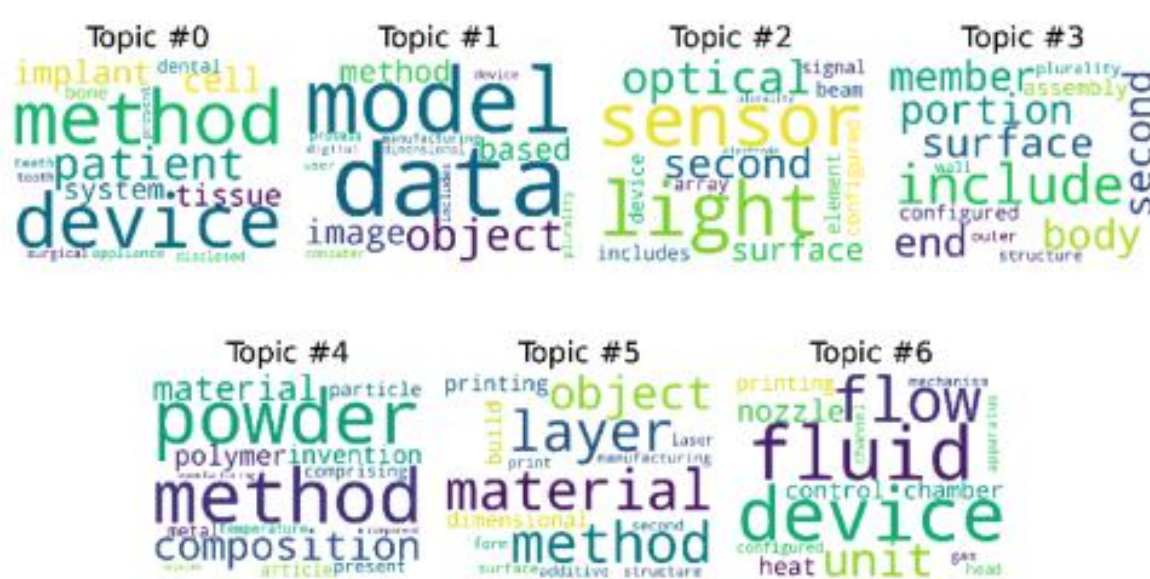 Topic #0
implant dental cell
bone
method
patient
teeth
tooth
system tissue
device
surgical appliance disclosed
Topic #1
method device
model
process manufacturing
digital dimensional based
user
data
includes
plurality
image object
computer
Topic #2
optical signal
beam
plurality
sensor
electrode
second
device array element configured
light
includes surface
Topic #3
member plurality
assembly
portion
second
surface
wall
include
configured
end outer body
structure
Topic #4
material particle
powder
polymer invention
manufacturing comprising
method
metal temperature component
composition
article present
Topic #5
printing object
build
layer Laser
print manufacturing
material
dimensional second
form method
surface additive structure
Topic #6
printing flow mechanism
nozzle
channel apparatus
fluid
control chamber
device
configured unit gas
heat head